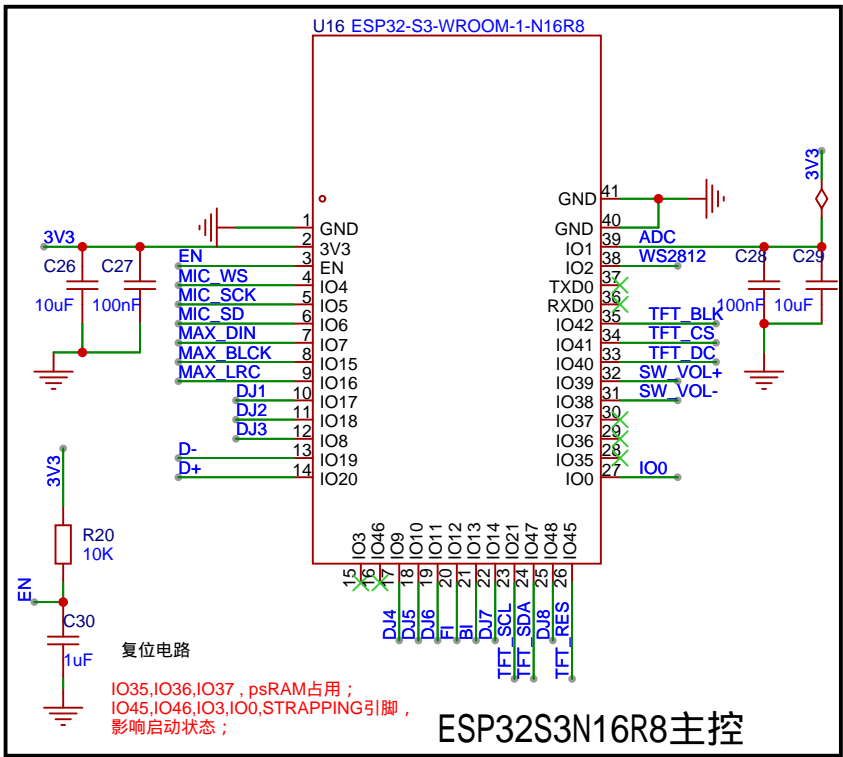 U16 ESP32-S3-WROOM-1-N16R8
3V3
GND 41
1 GND
GND 40
3V3
2 3V3
IO1 39 ADC
EN 3 EN
IO2 38 WS2812
C26
C27
C28
C29
MIC_WS 4 IO4
TXD0 37
MIC_SCK 5 IO5
RXD0 36
10uF
100nF
100nF
10uF
MIC_SD 6 IO6
IO42 35 TFT_BLK
MAX_DIN 7 IO7
IO41 34 TFT_CS
MAX_BLCK 8 IO15
IO40 33 TFT_DC
MAX_LRC 9 IO16
IO39 32 SW_VOL+
DJ1 10 IO17
IO38 31 SW_VOL-
DJ2 11 IO18
IO37 30
DJ3 12 IO8
IO36 29
D- 13 IO19
IO35 28
D+ 14 IO20
IO0 27 IO0
15 IO3
16 IO46
17 IO9 DJ4
18 IO10 DJ5
19 IO11 DJ6
20 IO12 FI
21 IO13 BI
22 IO14 DJ7
23 IO21 TFT_SCL
24 IO47 TFT_SDA
25 IO48 DJ8
26 IO45 TFT_RES
3V3
R20
10K
EN
C30
1uF
复位电路
IO35,IO36,IO37 , psRAM占用；
IO45,IO46,IO3,IO0,STRAPPING引脚，
影响启动状态；
ESP32S3N16R8主控